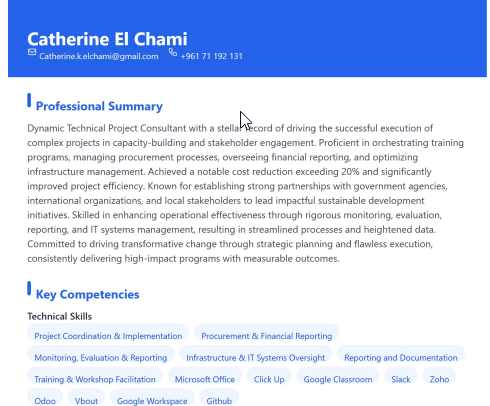 Catherine El Chami
Catherine.k.elchami@gmail.com +961 71 192 131
Professional Summary
Dynamic Technical Project Consultant with a stellar record of driving the successful execution of
complex projects in capacity-building and stakeholder engagement. Proficient in orchestrating training
programs, managing procurement processes, overseeing financial reporting, and optimizing
infrastructure management. Achieved a notable cost reduction exceeding 20% and significantly
improved project efficiency. Known for establishing strong partnerships with government agencies,
international organizations, and local stakeholders to lead impactful sustainable development
initiatives. Skilled in enhancing operational effectiveness through rigorous monitoring, evaluation,
reporting, and IT systems management, resulting in streamlined processes and heightened data.
Committed to driving transformative change through strategic planning and flawless execution,
consistently delivering high-impact programs with measurable outcomes.
Key Competencies
Technical Skills
Project Coordination & Implementation Procurement & Financial Reporting
Monitoring, Evaluation & Reporting Infrastructure & IT Systems Oversight Reporting and Documentation
Training & Workshop Facilitation Microsoft Office Click Up Google Classroom Slack Zoho
Odoo Vbout Google Workspace Github